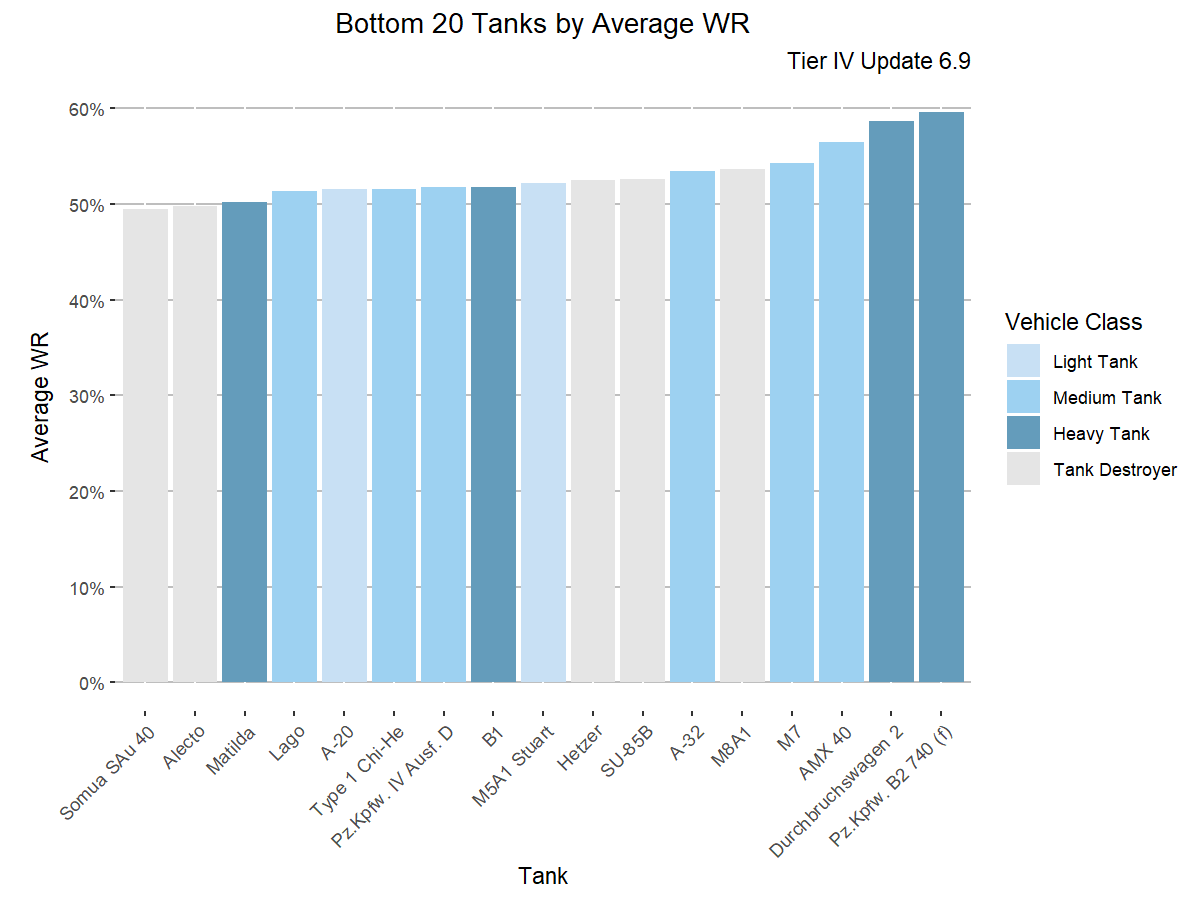 Bottom 20 Tanks by Average WR
Tier IV Update 6.9
Average WR
60%
50%
40%
30%
20%
10%
0%
Somua SAu 40
Alecto
Matilda
Lago
A-20
Type 1 Chi-He
Pz.Kpfw. IV Ausf. D
B1
M5A1 Stuart
Hetzer
SU-85B
A-32
M8A1
M7
AMX 40
Durchbruchswagen 2
Pz.Kpfw. B2 740 (f)
Tank
Vehicle Class
Light Tank
Medium Tank
Heavy Tank
Tank Destroyer